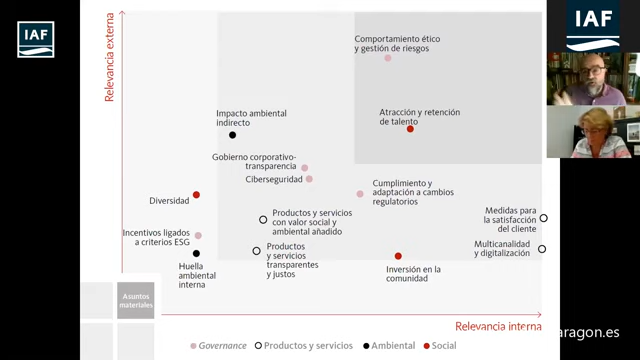 IAF
IAF
Relevancia externa
Comportamiento ético
y gestión de riesgos
Impacto ambiental
indirecto
Atracción y retención
de talento
Gobierno corporativo-
transparencia
Ciberseguridad
Cumplimiento y
adaptación a cambios
regulatorios
Diversidad
Productos y servicios
con valor social y
ambiental añadido
Medidas para
la satisfacción
del cliente
Incentivos ligados
a criterios ESG
Productos
y servicios
transparentes
y justos
Multicanalidad
y digitalización
Huella
ambiental
interna
Inversión en la
comunidad
Asuntos
materiales
Relevancia interna
aragon.es
Governance
Productos y servicios
Ambiental
Social